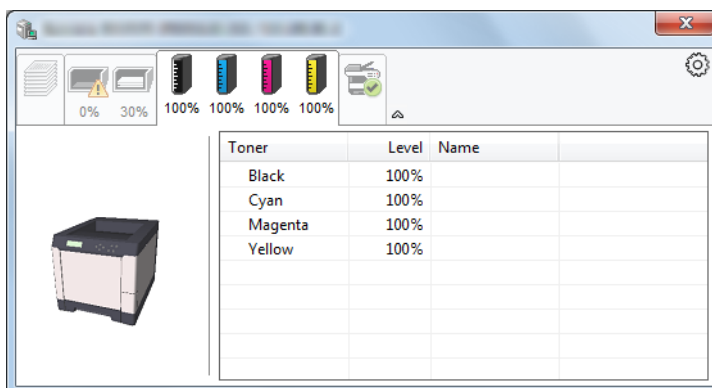 0% 30% 100% 100% 100% 100%
Toner Level Name
Black 100%
Cyan 100%
Magenta 100%
Yellow 100%